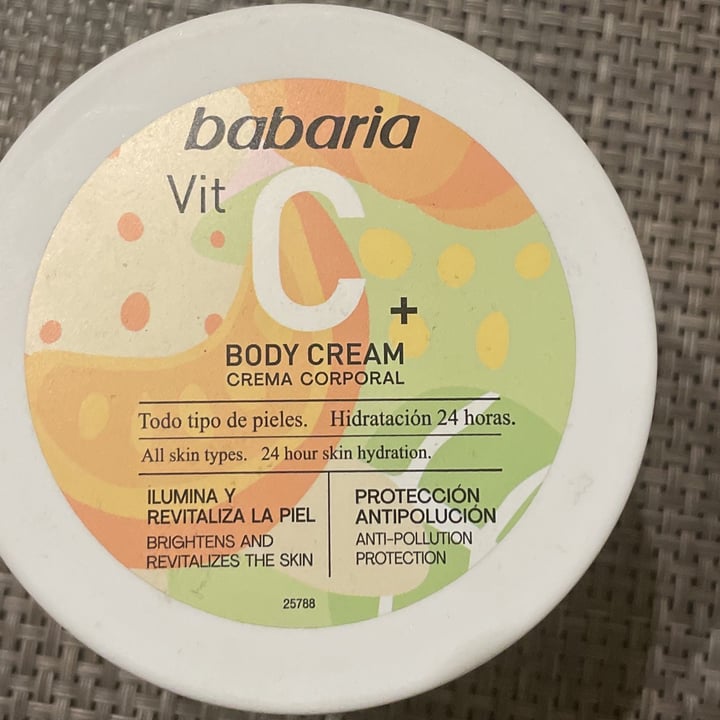 babaria
Vit C+
BODY CREAM
CREMA CORPORAL
Todo tipo de pieles. Hidratación 24 horas.
All skin types. 24 hour skin hydration.
ILUMINA Y
REVITALIZA LA PIEL
BRIGHTENS AND
REVITALIZES THE SKIN
PROTECCIÓN
ANTIPOLUCIÓN
ANTI-POLLUTION
PROTECTION
25788